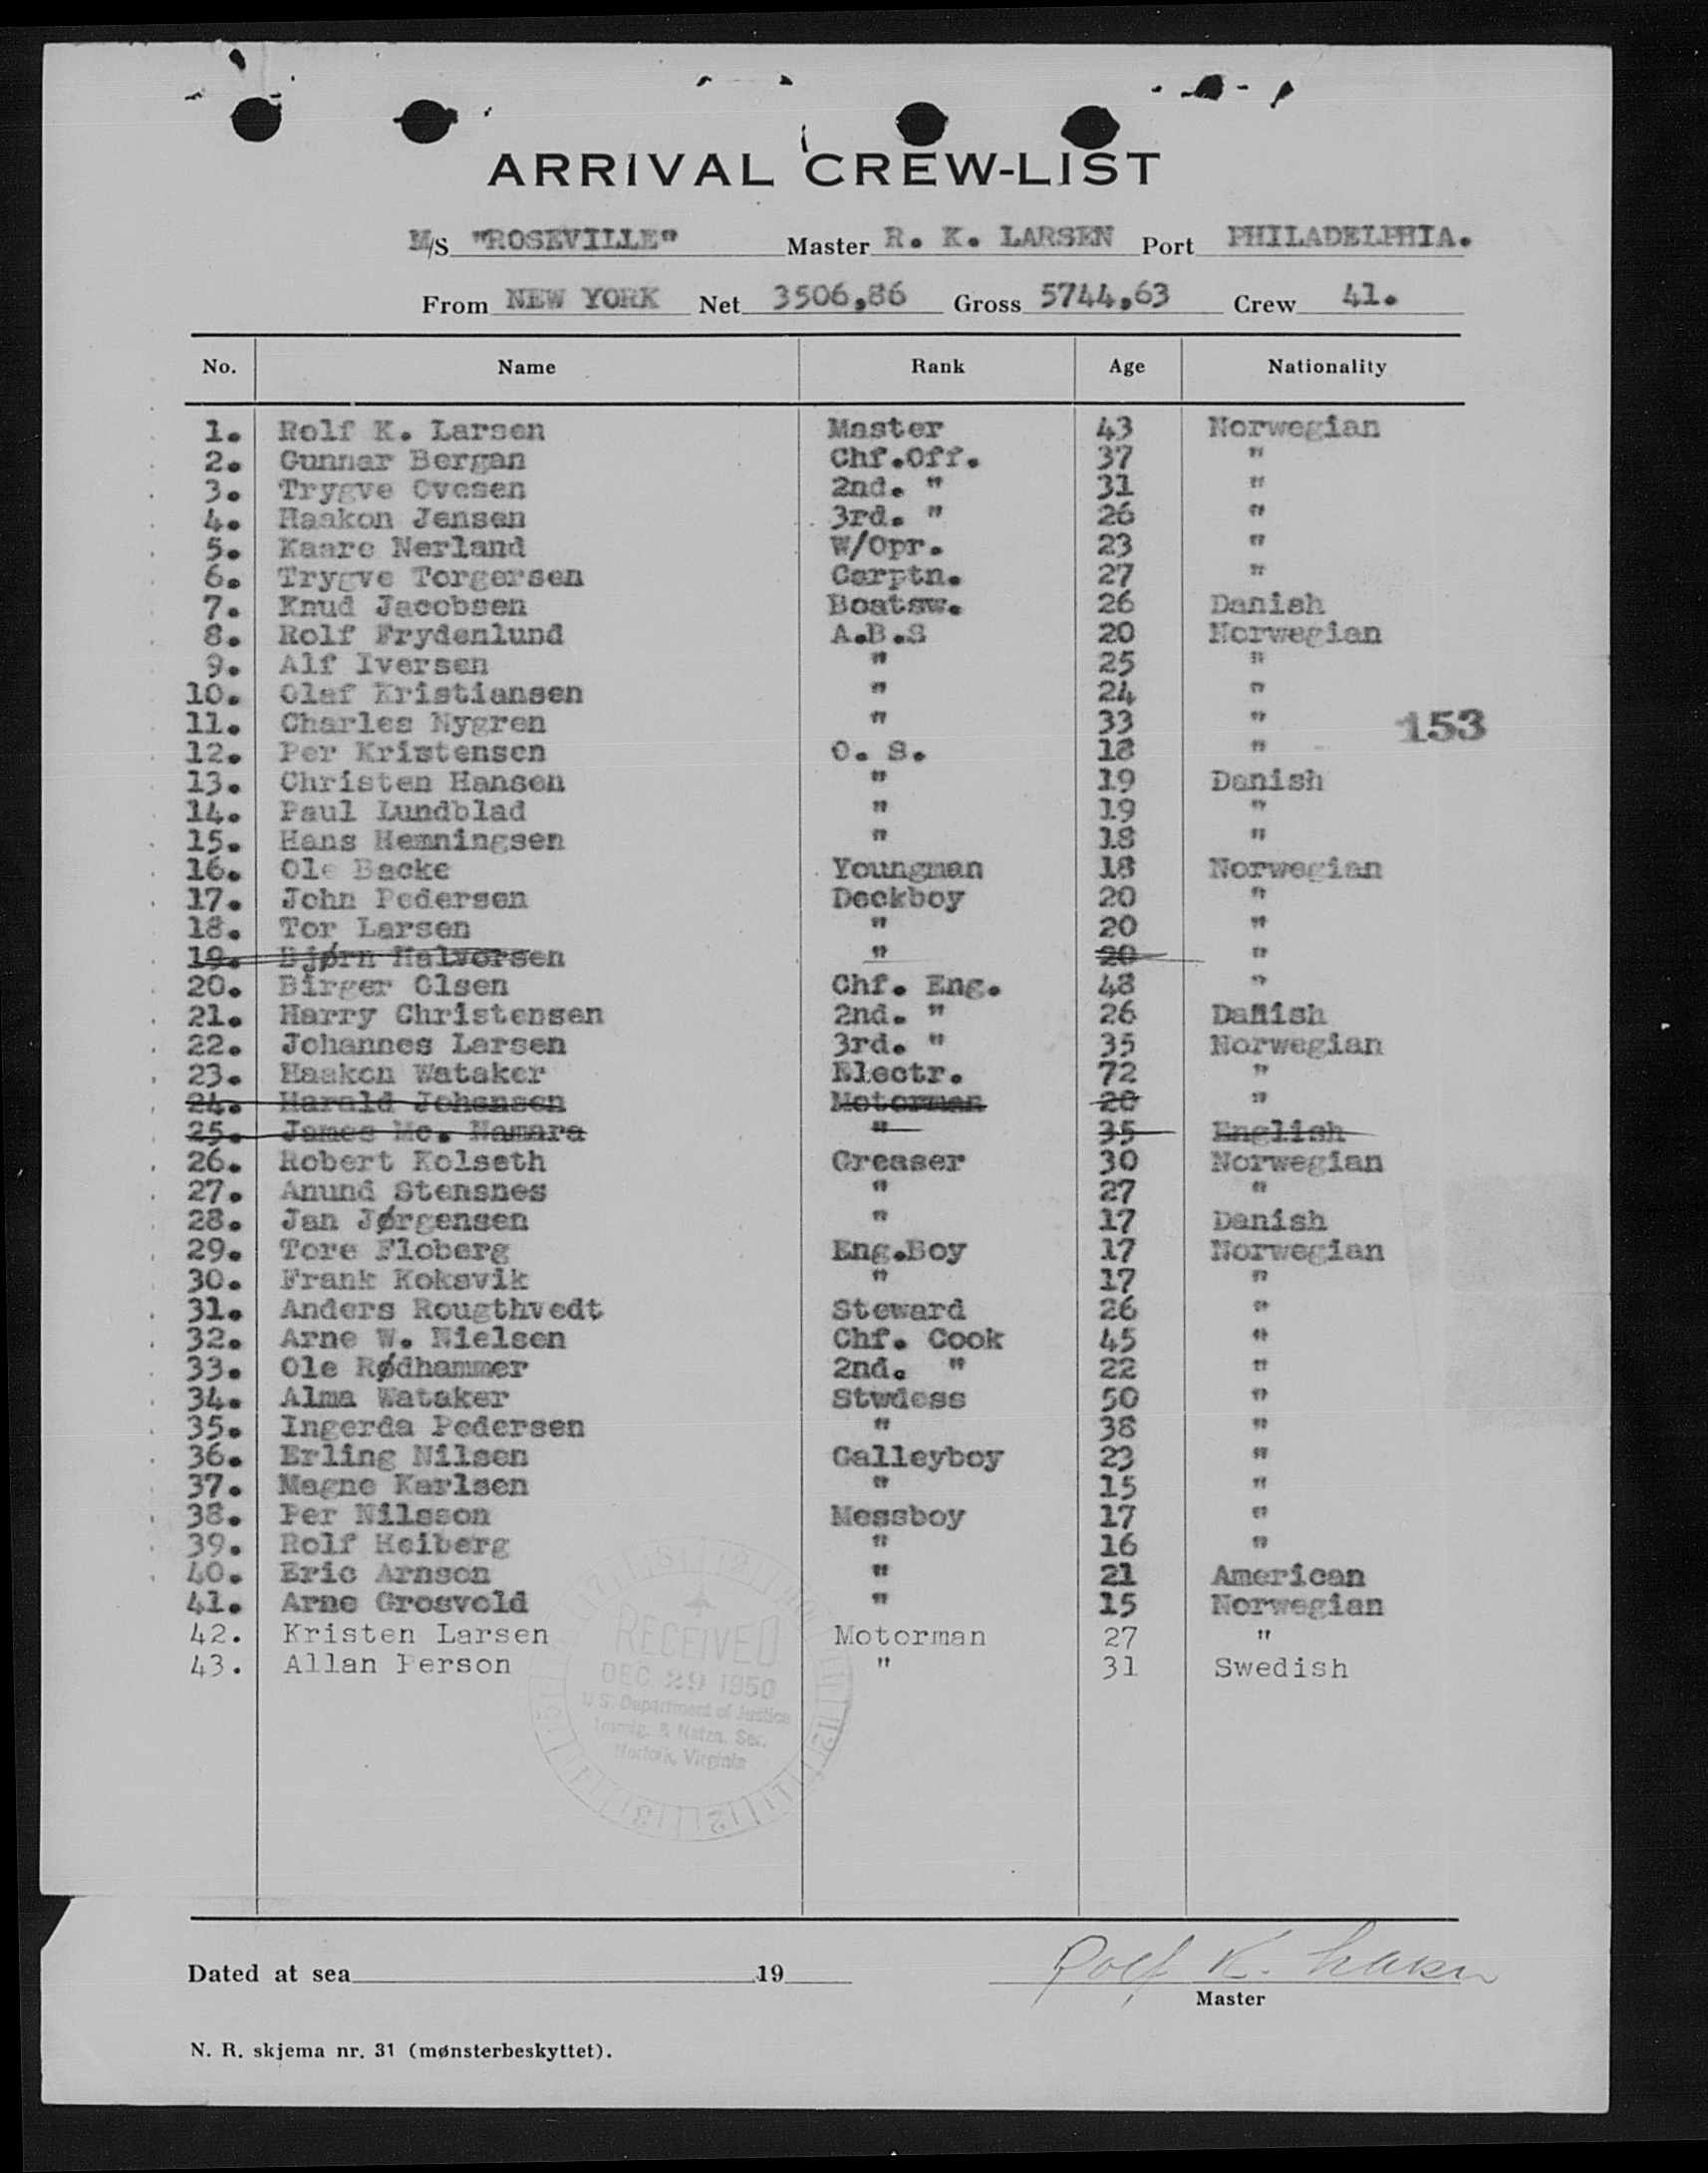 ARRIVAL CREW-LIST
M/S "ROSEVILLE" Master R. K. LARSEN Port PHILADELPHIA.
From NEW YORK Net 3506,86 Gross 5744,63 Crew 41.
No. Name Rank Age Nationality
1. Rolf K. Larsen Master 43 Norwegian
2. Gunnar Bergan Chf.Off. 37 "
3. Trygve Ovesen 2nd. " 31 "
4. Haakon Jensen 3rd. " 26 "
5. Kaare Nerland W/Opr. 23 "
6. Trygve Torgersen Carptn. 27 "
7. Knud Jacobsen Boatsw. 26 Danish
8. Rolf Frydenlund A.B.S 20 Norwegian
9. Alf Iversen " 25 "
10. Olaf Kristiansen " 24 "
11. Charles Nygren " 33 "
153
12. Per Kristensen O. S. 18 "
13. Christen Hansen " 19 Danish
14. Paul Lundblad " 19 "
15. Hans Hemningsen " 18 "
16. Ole Backe Youngman 18 Norwegian
17. John Pedersen Deckboy 20 "
18. Tor Larsen " 20 "
19. Bjørn Halvorsen " 20 "
20. Birger Olsen Chf. Eng. 48 "
21. Harry Christensen 2nd. " 26 Danish
22. Johannes Larsen 3rd. " 35 Norwegian
23. Haakon Wataker Electr. 72 "
24. Harald Johansen Motorman 28 "
25. James Mc. Namara " 35 English
26. Robert Kolseth Greaser 30 Norwegian
27. Anund Stensnes " 27 "
28. Jan Jørgensen " 17 Danish
29. Tore Floberg Eng.Boy 17 Norwegian
30. Frank Koksvik " 17 "
31. Anders Rougthvedt Steward 26 "
32. Arne W. Nielsen Chf. Cook 45 "
33. Ole Rødhammer 2nd. " 22 "
34. Alma Wataker Stwdess 50 "
35. Ingerda Pedersen " 38 "
36. Erling Nilsen Galleyboy 23 "
37. Magne Karlsen " 15 "
38. Per Nilsson Messboy 17 "
39. Rolf Heiberg " 16 "
40. Eric Arnson " 21 American
41. Arne Grosvold " 15 Norwegian
42. Kristen Larsen Motorman 27 "
43. Allan Person " 31 Swedish
RECEIVED
DEC 29 1950
U.S. Department of Justice
Immig. & Natzn. Ser.
Norfolk, Virginia
Rolf K. Larsen
Dated at sea 19
Master
N. R. skjema nr. 31 (mønsterbeskyttet).